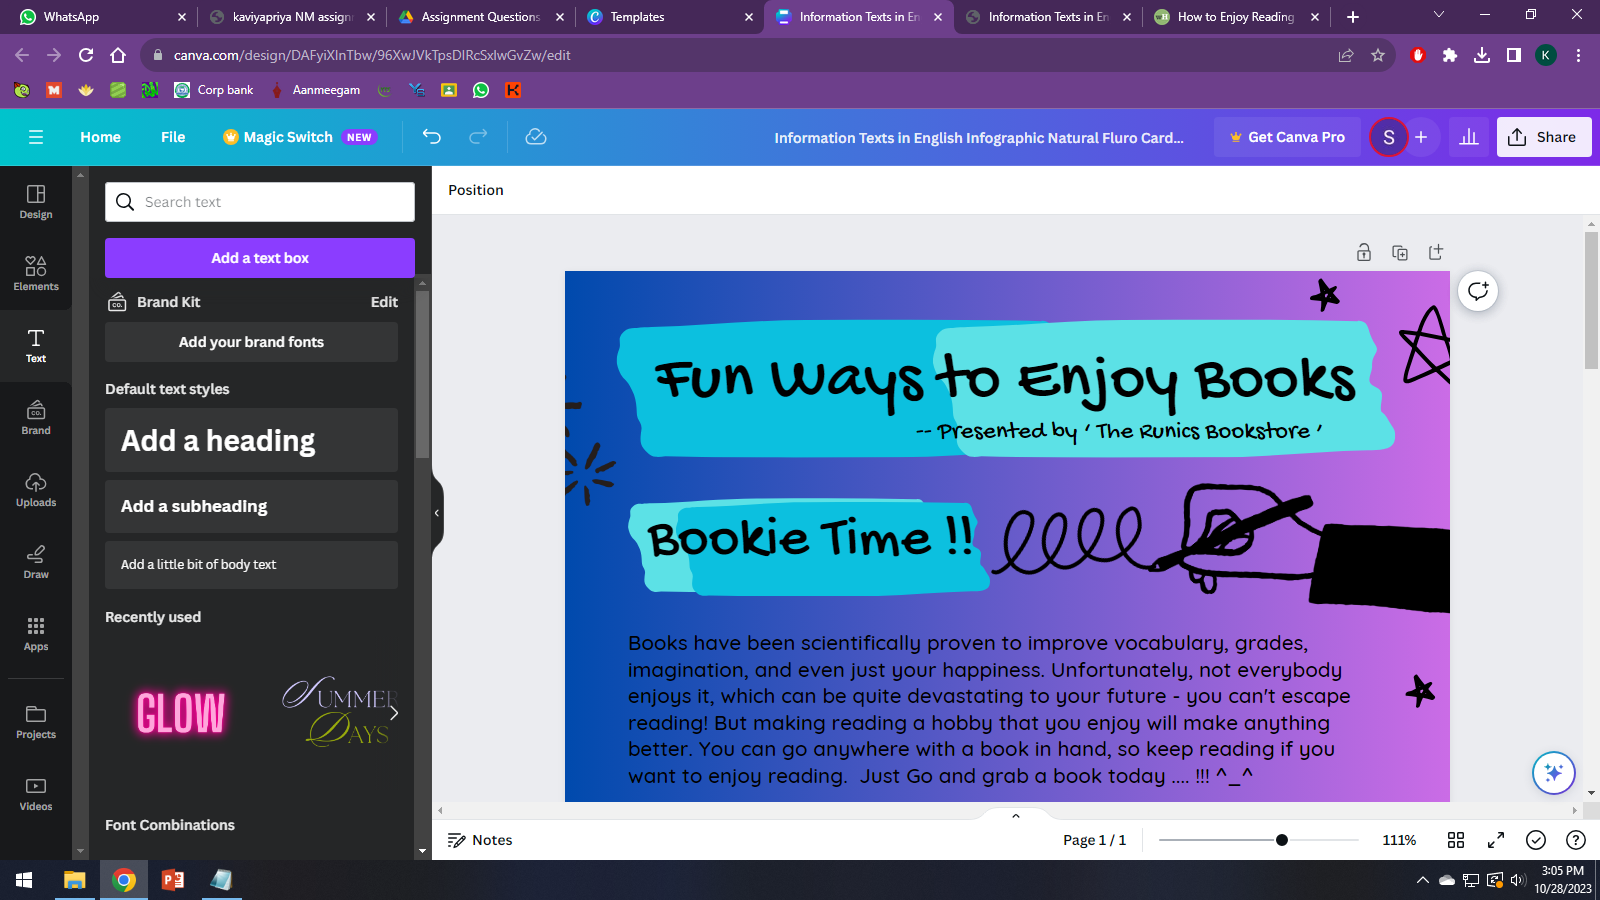 WhatsApp
kaviyapriya NM assignn
Assignment Questions
Templates
Information Texts in En
Information Texts in En
How to Enjoy Reading
canva.com/design/DAFyiXlnTbw/96XwJVkTpsDIRcSxlwGvZw/edit
K
Corp bank
Aanmeegam
Home
File
Magic Switch NEW
Information Texts in English Infographic Natural Fluro Card...
Get Canva Pro
S
Share
Design
Elements
Text
Brand
Uploads
Draw
Apps
Projects
Videos
Search text
Add a text box
Brand Kit
Edit
Add your brand fonts
Default text styles
Add a heading
Add a subheading
Add a little bit of body text
Recently used
GLOW
SUMMER
DAYS
Font Combinations
Position
Fun Ways to Enjoy Books
-- Presented by ‘ The Runics Bookstore ’
Bookie Time !!
Books have been scientifically proven to improve vocabulary, grades,
imagination, and even just your happiness. Unfortunately, not everybody
enjoys it, which can be quite devastating to your future - you can't escape
reading! But making reading a hobby that you enjoy will make anything
better. You can go anywhere with a book in hand, so keep reading if you
want to enjoy reading.  Just Go and grab a book today .... !!! ^_^
Notes
Page 1 / 1
111%
3:05 PM
10/28/2023